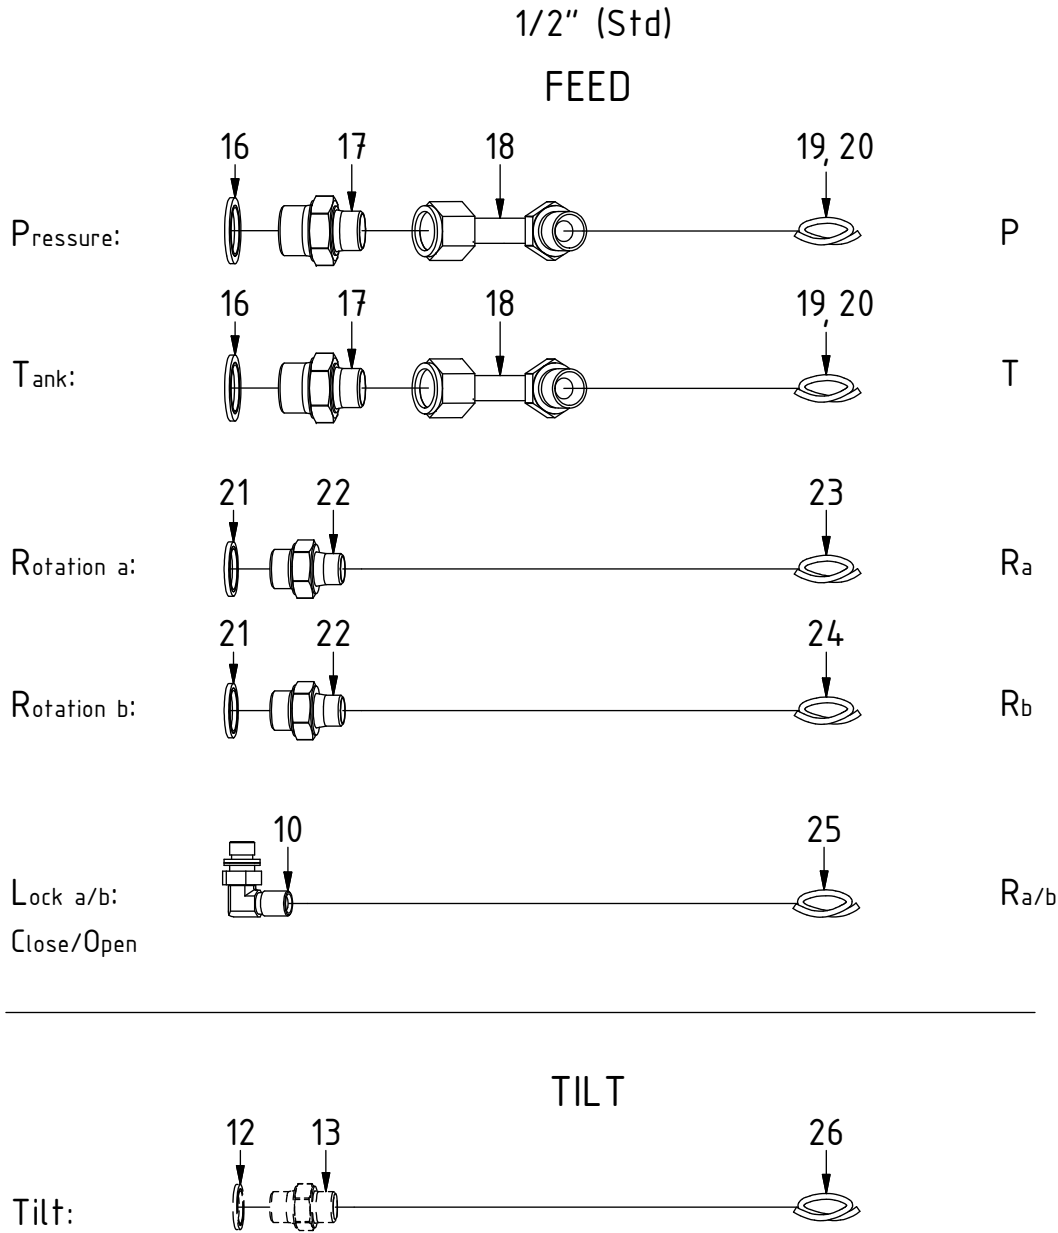 1/2" (Std)
FEED
16 17 18 19, 20
Pressure: P
16 17 18 19, 20
Tank: T
21 22 23
Rotation a: Ra
21 22 24
Rotation b: Rb
10 25
Lock a/b: Ra/b
Close/Open
TILT
12 13 26
Tilt: